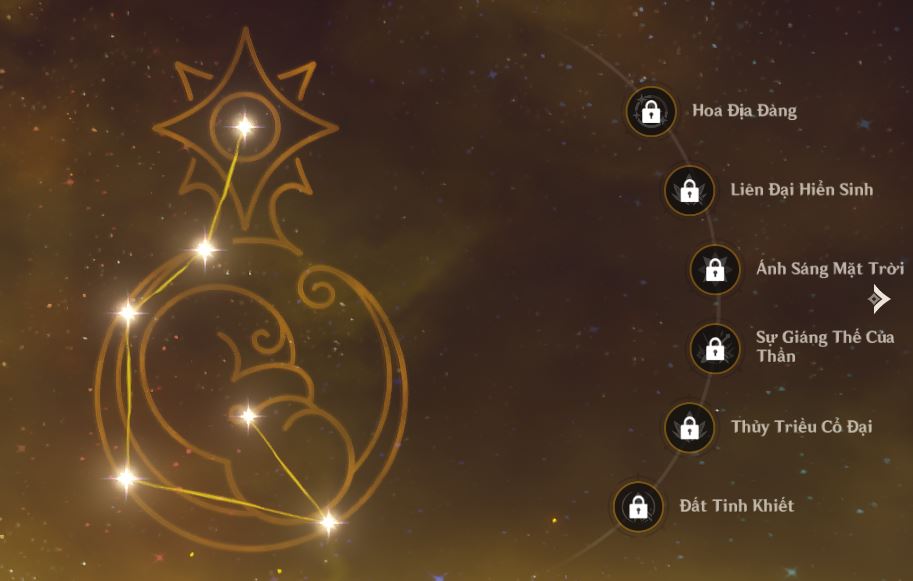 Hoa Địa Đàng
Liên Đại Hiển Sinh
Ánh Sáng Mặt Trời
Sự Giáng Thế Của
Thần
Thủy Triều Cổ Đại
Đất Tinh Khiết